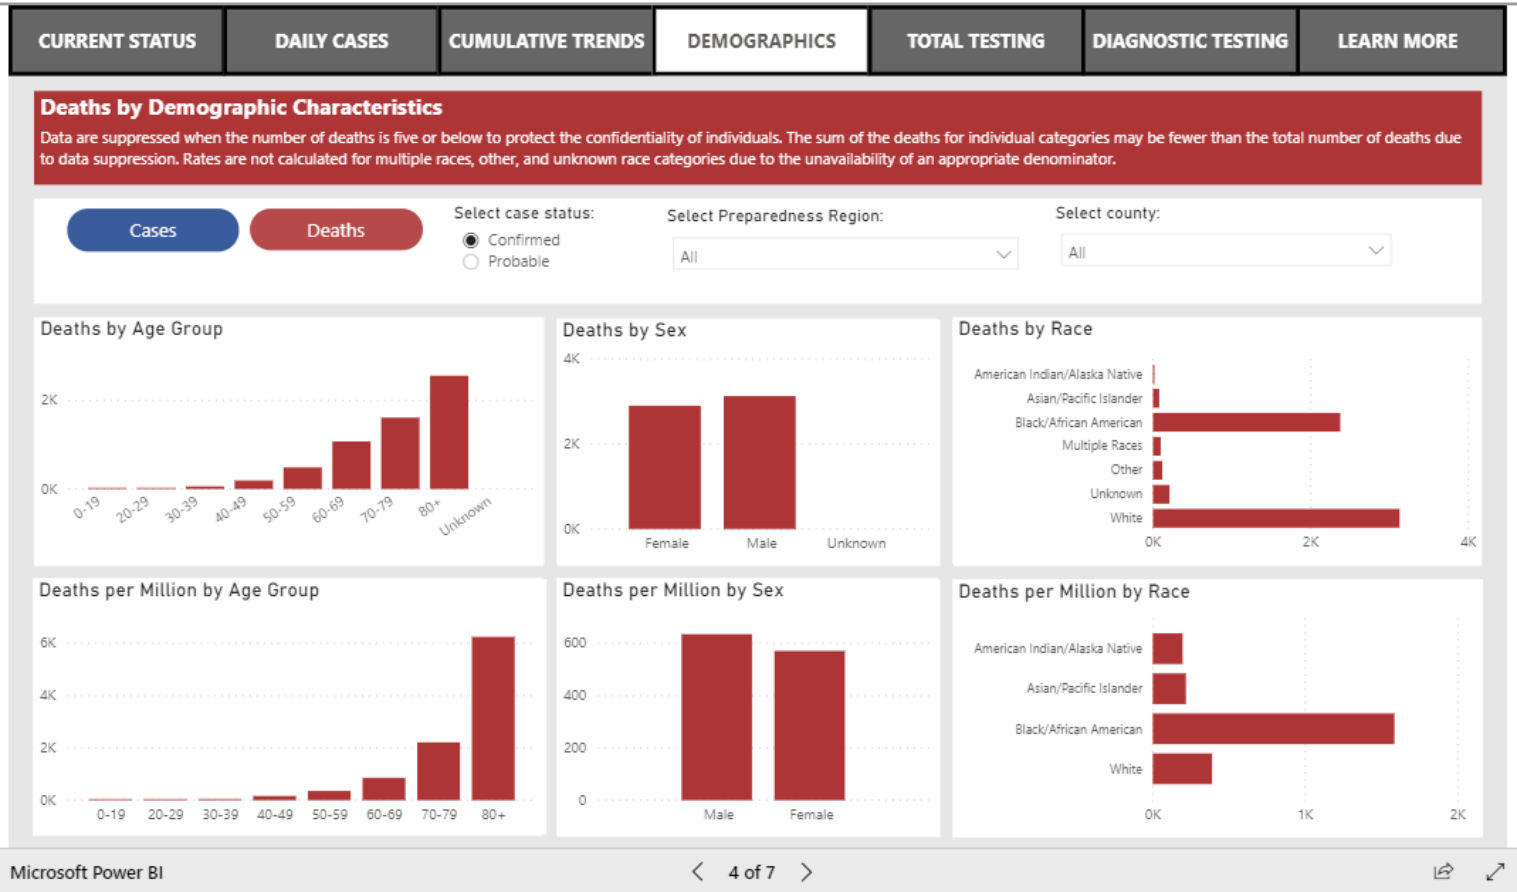 CURRENT STATUS
DAILY CASES
CUMULATIVE TRENDS
DEMOGRAPHICS
TOTAL TESTING
DIAGNOSTIC TESTING
LEARN MORE
Deaths by Demographic Characteristics
Data are suppressed when the number of deaths is five or below to protect the confidentiality of individuals. The sum of the deaths for individual categories may be fewer than the total number of deaths due
to data suppression. Rates are not calculated for multiple races, other, and unknown race categories due to the unavailability of an appropriate denominator.
Cases
Deaths
Select case status:
Confirmed
Probable
Select Preparedness Region:
All
Select county:
All
Deaths by Age Group
2K
0K
0-19
20-29
30-39
40-49
50-59
60-69
70-79
80+
Unknown
Deaths by Sex
4K
2K
0K
Female
Male
Unknown
Deaths by Race
American Indian/Alaska Native
Asian/Pacific Islander
Black/African American
Multiple Races
Other
Unknown
White
0K
2K
4K
Deaths per Million by Age Group
6K
4K
2K
0K
0-19
20-29
30-39
40-49
50-59
60-69
70-79
80+
Deaths per Million by Sex
600
400
200
0
Male
Female
Deaths per Million by Race
American Indian/Alaska Native
Asian/Pacific Islander
Black/African American
White
0K
1K
2K
Microsoft Power BI
4 of 7